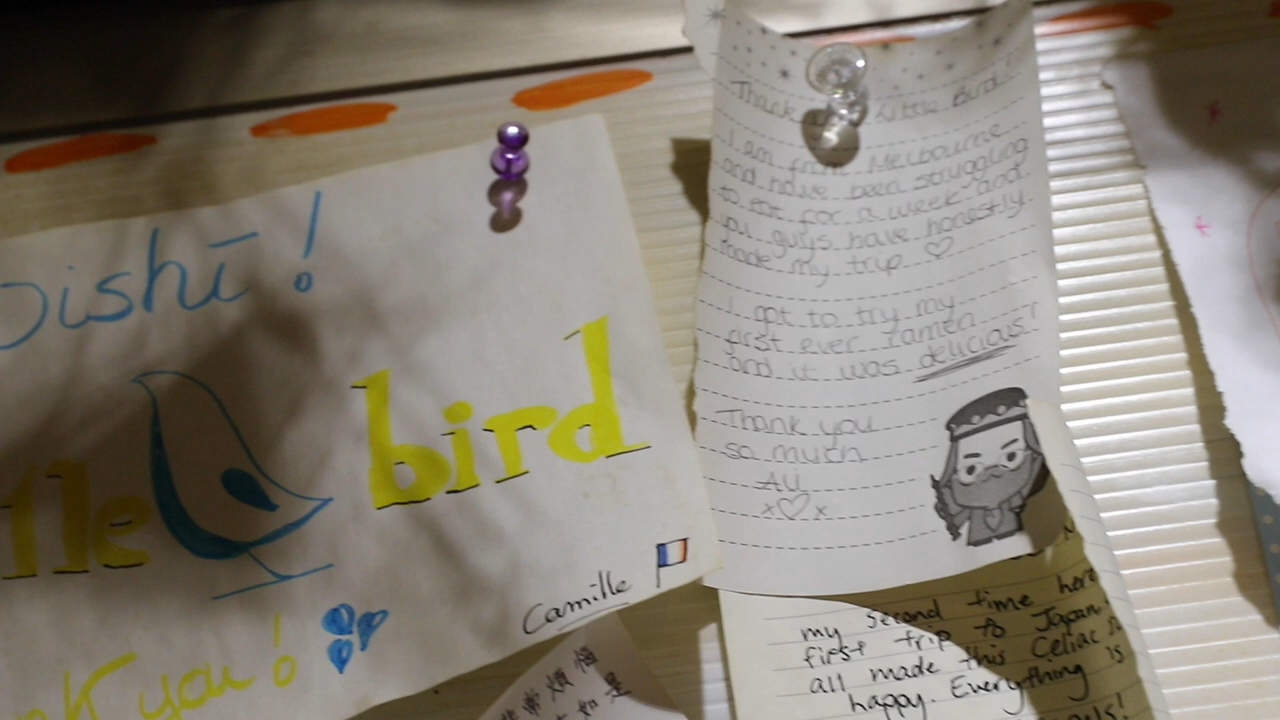 Oishī!
bird
Camille
k you!
Thank Little Bird!
I am from Melbourne
and have been struggling
to eat for a week and
you guys have honestly
made my trip ♡
I got to try my
first ever ramen
and it was delicious!
Thank you
so much
AU
x♡x
my second time here
first trip to Japan.
all made this Celiac so
happy. Everything is